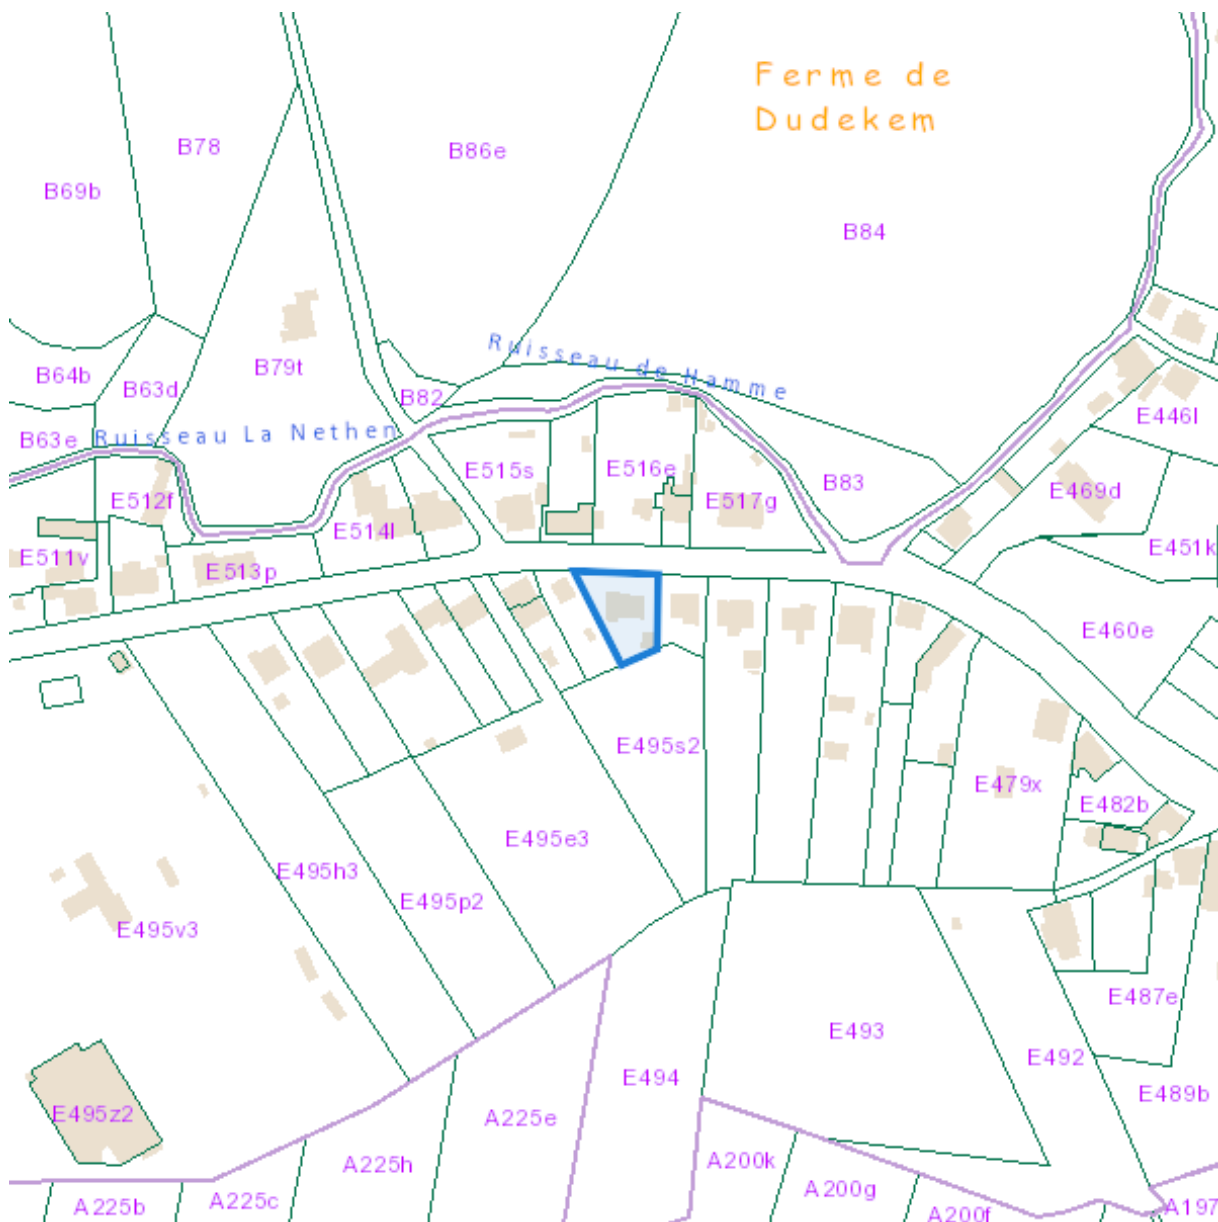 Ferme de
Dudekem
B78
B86e
B69b
B84
Ruisseau de Hamme
B79t
B64b
B63d
B82
E446l
B63e
Ruisseau La Nethen
E515s
E516e
B83
E469d
E512f
E517g
E514l
E511v
E513p
E451k
E460e
E495s2
E479x
E482b
E495e3
E495h3
E495p2
E495v3
E487e
E493
E492
E494
E489b
E495z2
A225e
A225h
A200k
A200g
A225b
A225c
A200f
A197